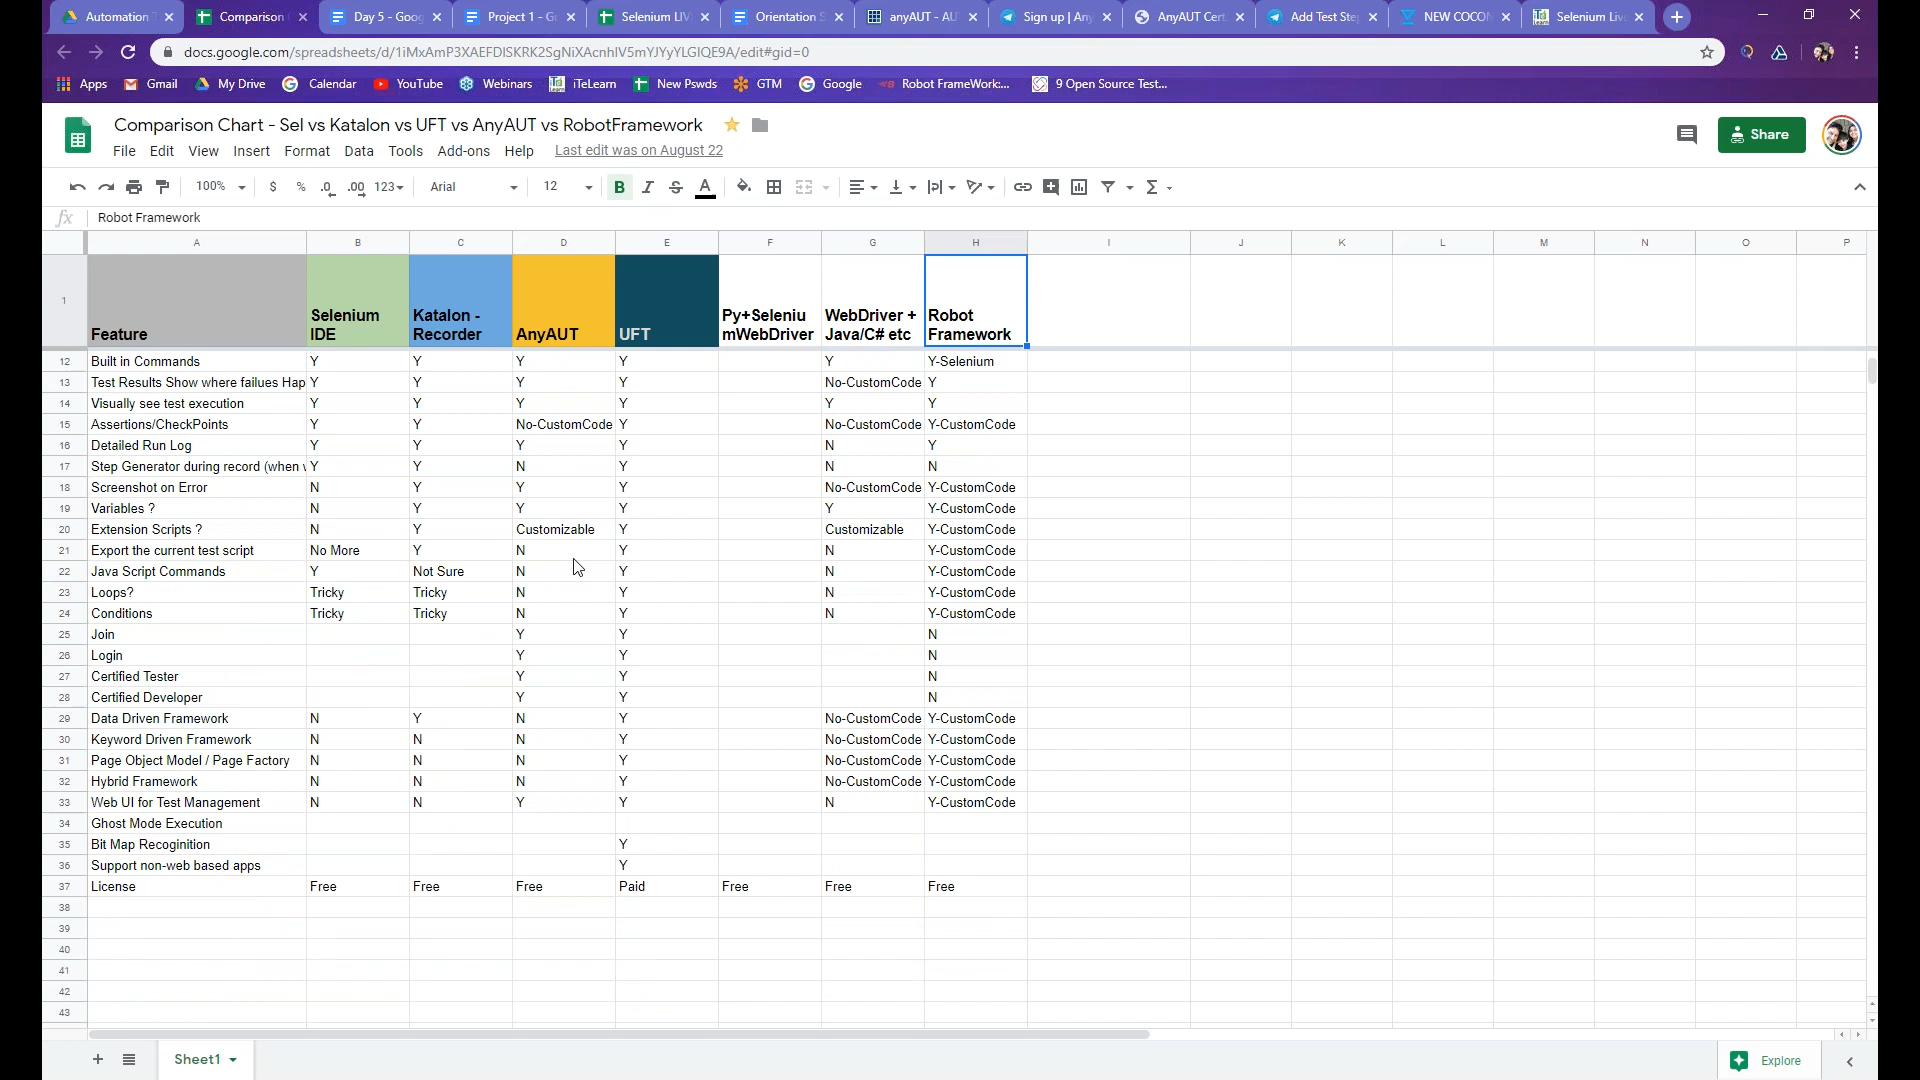 Automation T
Comparison
Day 5 - Goog
Project 1 - G
Selenium LIV
Orientation S
anyAUT - AU
Sign up | Any
AnyAUT Cert
Add Test Ste
NEW COCON
Selenium Liv
docs.google.com/spreadsheets/d/1iMxAmP3XAEFDISKRK2SgNiXAcnhlV5mYJYyYLGIQE9A/edit#gid=0
Apps Gmail My Drive Calendar YouTube Webinars iTeLearn New Pswds GTM Google Robot FrameWork:... 9 Open Source Test...
Comparison Chart - Sel vs Katalon vs UFT vs AnyAUT vs RobotFramework
Share
File Edit View Insert Format Data Tools Add-ons Help Last edit was on August 22
100% $ % .0 .00 123 Arial 12 B I S A
fx Robot Framework
A B C D E F G H I J K L M N O P
1 Feature Selenium IDE Katalon - Recorder AnyAUT UFT Py+SeleniumWebDriver WebDriver + Java/C# etc Robot Framework
12 Built in Commands Y Y Y Y Y Y-Selenium
13 Test Results Show where failues Hap Y Y Y Y No-CustomCode Y
14 Visually see test execution Y Y Y Y Y Y
15 Assertions/CheckPoints Y Y No-CustomCode Y No-CustomCode Y-CustomCode
16 Detailed Run Log Y Y Y Y N Y
17 Step Generator during record (when Y Y N Y N N
18 Screenshot on Error N Y Y Y No-CustomCode Y-CustomCode
19 Variables ? N Y Y Y Y Y-CustomCode
20 Extension Scripts ? N Y Customizable Y Customizable Y-CustomCode
21 Export the current test script No More Y N Y N Y-CustomCode
22 Java Script Commands Y Not Sure N Y N Y-CustomCode
23 Loops? Tricky Tricky N Y N Y-CustomCode
24 Conditions Tricky Tricky N Y N Y-CustomCode
25 Join Y Y N
26 Login Y Y N
27 Certified Tester Y Y N
28 Certified Developer Y Y N
29 Data Driven Framework N Y N Y No-CustomCode Y-CustomCode
30 Keyword Driven Framework N N N Y No-CustomCode Y-CustomCode
31 Page Object Model / Page Factory N N N Y No-CustomCode Y-CustomCode
32 Hybrid Framework N N N Y No-CustomCode Y-CustomCode
33 Web UI for Test Management N N Y Y N Y-CustomCode
34 Ghost Mode Execution
35 Bit Map Recoginition Y
36 Support non-web based apps Y
37 License Free Free Free Paid Free Free Free
38
39
40
41
42
43
Sheet1
Explore